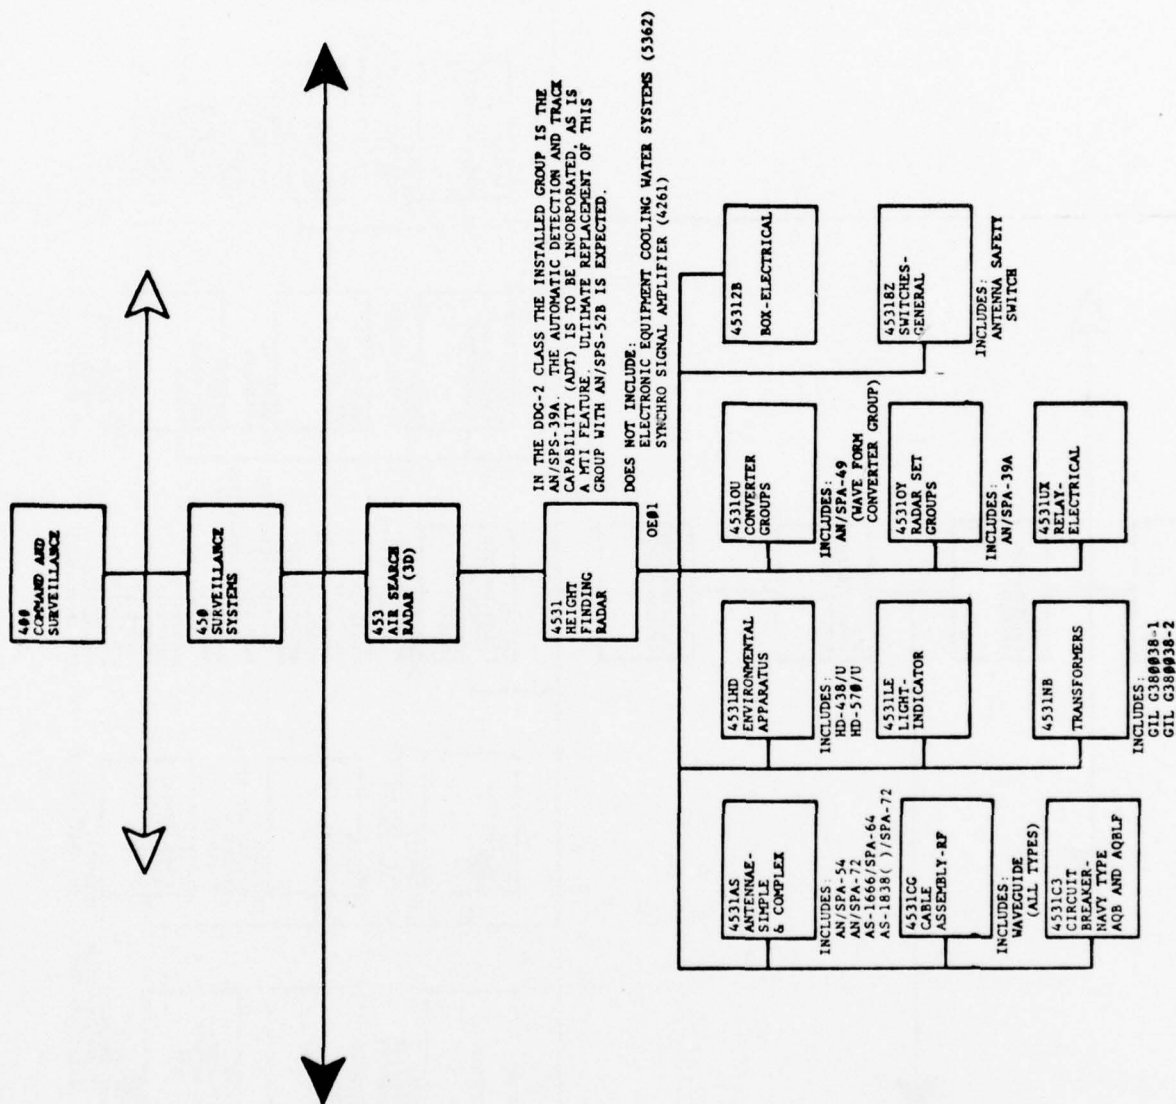 400
COMMAND ARD
SURVEILLANCE
450
SURVEILLANCE
SYSTEMS
453
AIR SEARCH
RADAR (3D)
4531
HEIGHT
FINDING
RADAR
OE01
IN THE DDG-2 CLASS THE INSTALLED GROUP IS THE
AN/SPS-39A. THE AUTOMATIC DETECTION AND TRACK
CAPABILITY (ADT) IS TO BE INCORPORATED, AS IS
A MTI FEATURE. ULTIMATE REPLACEMENT OF THIS
GROUP WITH AN/SPS-52B IS EXPECTED.
DOES NOT INCLUDE:
ELECTRONIC EQUIPMENT COOLING WATER SYSTEMS (5362)
SYNCHRO SIGNAL AMPLIFIER (4261)
4531AS
ANTENNAE-
SIMPLE
& COMPLEX
INCLUDES:
AN/SPA-54
AN/SPA-72
AS-1666/SPA-64
AS-1838( )/SPA-72
4531CG
CABLE
ASSEMBLY-RF
INCLUDES:
WAVEGUIDE
(ALL TYPES)
4531C3
CIRCUIT
BREAKER-
NAVY TYPE
AQB AND AQBLF
4531HD
ENVIRONMENTAL
APPARATUS
INCLUDES:
HD-438/U
HD-570/U
4531LE
LIGHT-
INDICATOR
4531NB
TRANSFORMERS
INCLUDES:
GIL G380038-1
GIL G380038-2
4531OU
CONVERTER
GROUPS
INCLUDES:
AN/SPA-49
(WAVE FORM
CONVERTER GROUP)
4531OY
RADAR SET
GROUPS
INCLUDES:
AN/SPA-39A
4531UX
RELAY-
ELECTRICAL
45312B
BOX-ELECTRICAL
45318Z
SWITCHES-
GENERAL
INCLUDES:
ANTENNA SAFETY
SWITCH